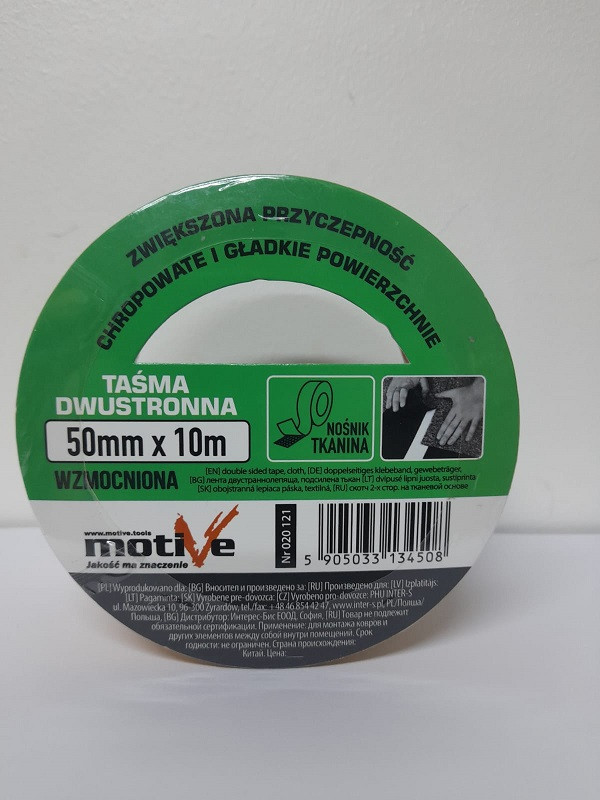 ZWIĘKSZONA PRZYCZEPNOŚĆ
CHROPOWATE I GŁADKIE POWIERZCHNIE
TAŚMA
DWUSTRONNA
50mm x 10m
WZMOCNIONA
NOŚNIK
TKANINA
[EN] double sided tape, cloth, [DE] doppelseitiges klebeband, gewebeträger,
[BG] лента двустраннолепяща, подсилена тъкан [LT] dvipusė lipni juosta, sustiprinta
[SK] obojstranná lepiaca páska, textilná, [RU] скотч 2-х стор. на тканевой основе
www.motive.tools
motive
Jakość ma znaczenie
Nr 020 121
5 905033 134508
[PL] Wyprodukowano dla: [BG] Вносител и произведено за: [RU] Произведено для: [LV] Izplatītājs:
[LT] Pagaminta: [SK] Vyrobene pre-dovozca: [CZ] Vyrobeno pro-dovozce: PHU INTER-S
ul. Mazowiecka 10, 96-300 Żyrardów, tel./fax: +48 46 854 42 47, www.inter-s.pl, PL/Полша/
Польша, [BG] Дистрибутор: Интерес-Бис ЕООД, София, [RU] Товар не подлежит
обязательной сертификации. Применение: для монтажа ковров и
других элементов между собой внутри помещений. Срок
годности: не ограничен. Страна происхождения:
Китай. Цена: